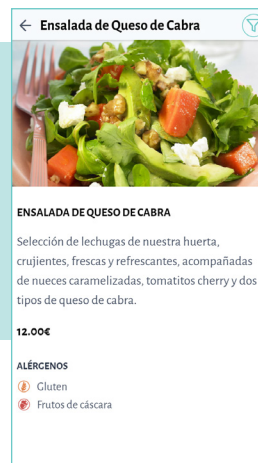 Ensalada de Queso de Cabra
ENSALADA DE QUESO DE CABRA
Selección de lechugas de nuestra huerta,
crujientes, frescas y refrescantes, acompañadas
de nueces caramelizadas, tomatitos cherry y dos
tipos de queso de cabra.
12.00€
ALÉRGENOS
Gluten
Frutos de cáscara